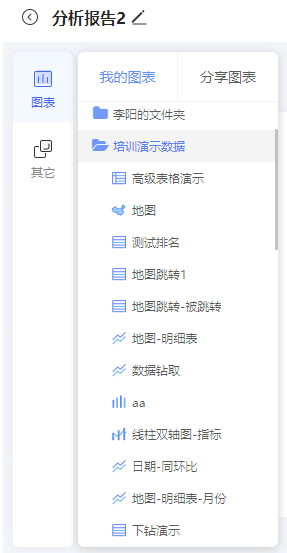 分析报告2
图表
其它
我的图表
分享图表
李阳的文件夹
培训演示数据
高级表格演示
地图
测试排名
地图跳转1
地图跳转-被跳转
地图-明细表
数据钻取
aa
线柱双轴图-指标
日期-同环比
地图-明细表-月份
下钻演示